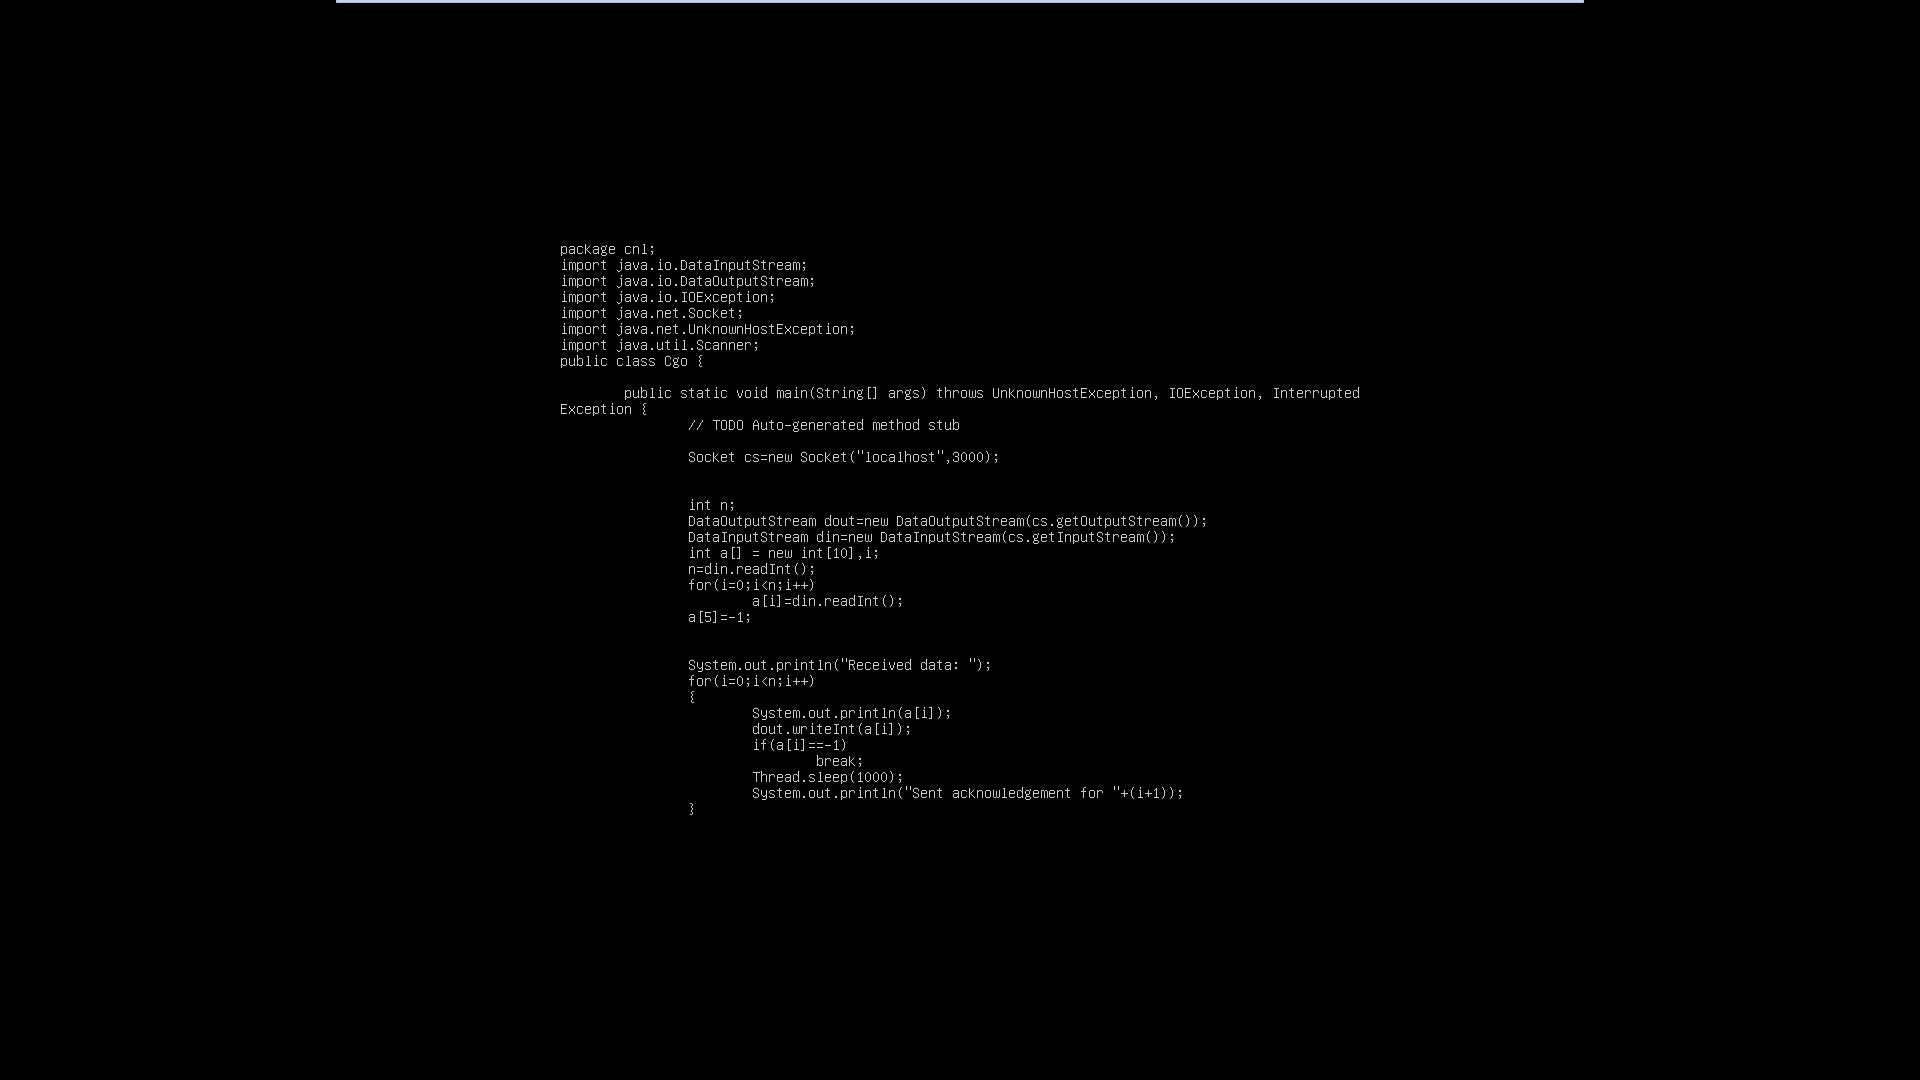 package cnl;
import java.io.DataInputStream;
import java.io.DataOutputStream;
import java.io.IOException;
import java.net.Socket;
import java.net.UnknownHostException;
import java.util.Scanner;
public class Cgo {
        public static void main(String[] args) throws UnknownHostException, IOException, Interrupted
Exception {
                // TODO Auto-generated method stub
                Socket cs=new Socket("localhost",3000);
                int n;
                DataOutputStream dout=new DataOutputStream(cs.getOutputStream());
                DataInputStream din=new DataInputStream(cs.getInputStream());
                int a[] = new int[10],i;
                n=din.readInt();
                for(i=0;i<n;i++)
                        a[i]=din.readInt();
                a[5]=-1;
                System.out.println("Received data: ");
                for(i=0;i<n;i++)
                {
                        System.out.println(a[i]);
                        dout.writeInt(a[i]);
                        if(a[i]==-1)
                                break;
                        Thread.sleep(1000);
                        System.out.println("Sent acknowledgement for "+(i+1));
                }